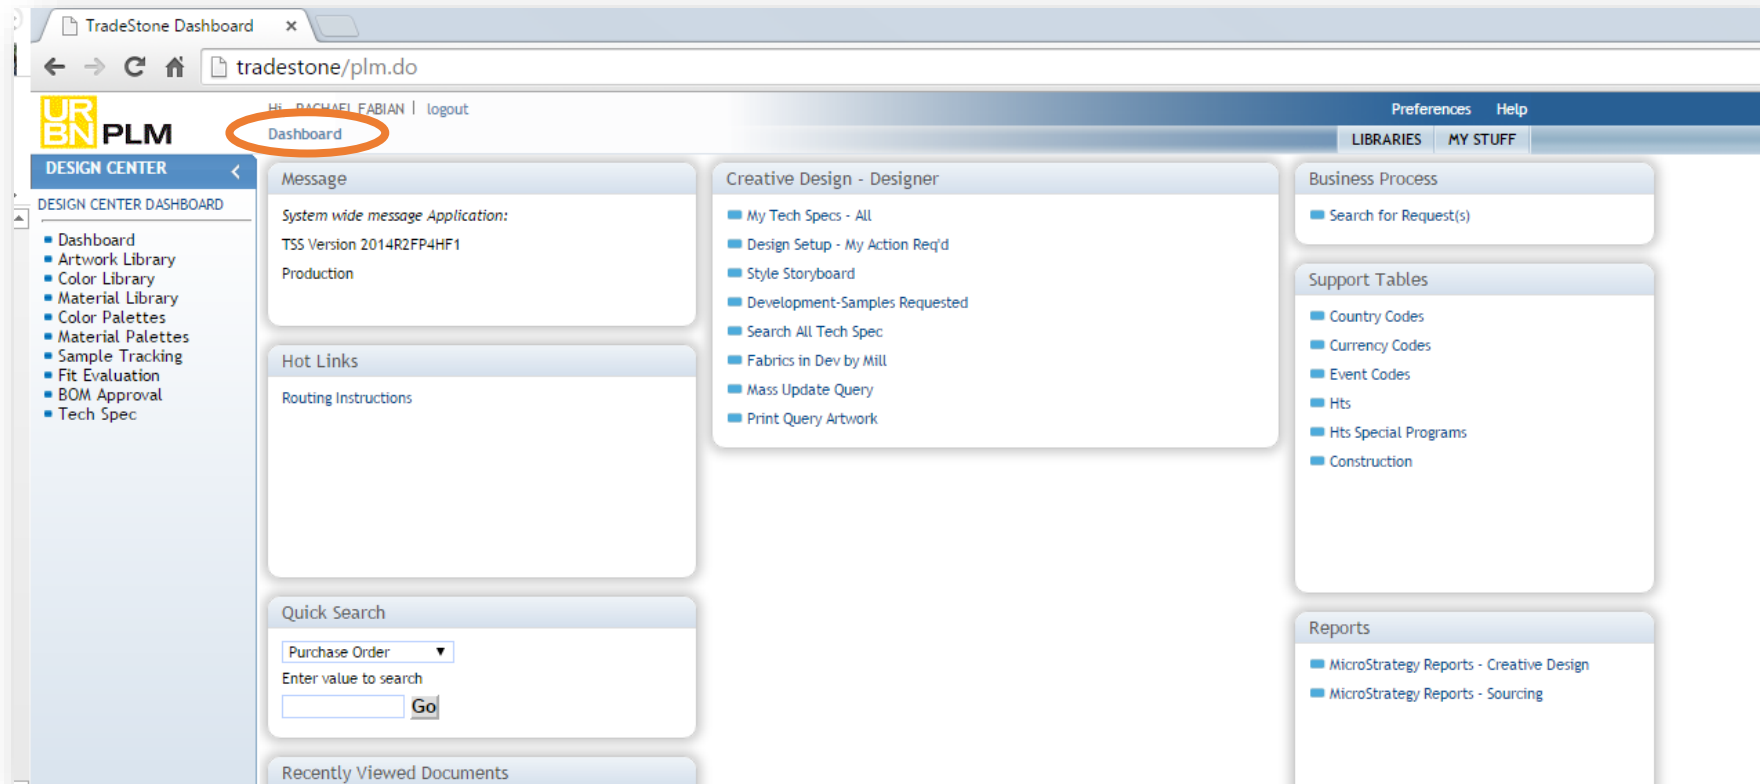 TradeStone Dashboard
tradestone/plm.do
URBN PLM
Hi, RACHAEL FABIAN | logout
Dashboard
Preferences Help
LIBRARIES MY STUFF
DESIGN CENTER
DESIGN CENTER DASHBOARD
Dashboard
Artwork Library
Color Library
Material Library
Color Palettes
Material Palettes
Sample Tracking
Fit Evaluation
BOM Approval
Tech Spec
Message
System wide message Application:
TSS Version 2014R2FP4HF1
Production
Hot Links
Routing Instructions
Quick Search
Purchase Order
Enter value to search
Go
Recently Viewed Documents
Creative Design - Designer
My Tech Specs - All
Design Setup - My Action Req'd
Style Storyboard
Development-Samples Requested
Search All Tech Spec
Fabrics in Dev by Mill
Mass Update Query
Print Query Artwork
Business Process
Search for Request(s)
Support Tables
Country Codes
Currency Codes
Event Codes
Hts
Hts Special Programs
Construction
Reports
MicroStrategy Reports - Creative Design
MicroStrategy Reports - Sourcing